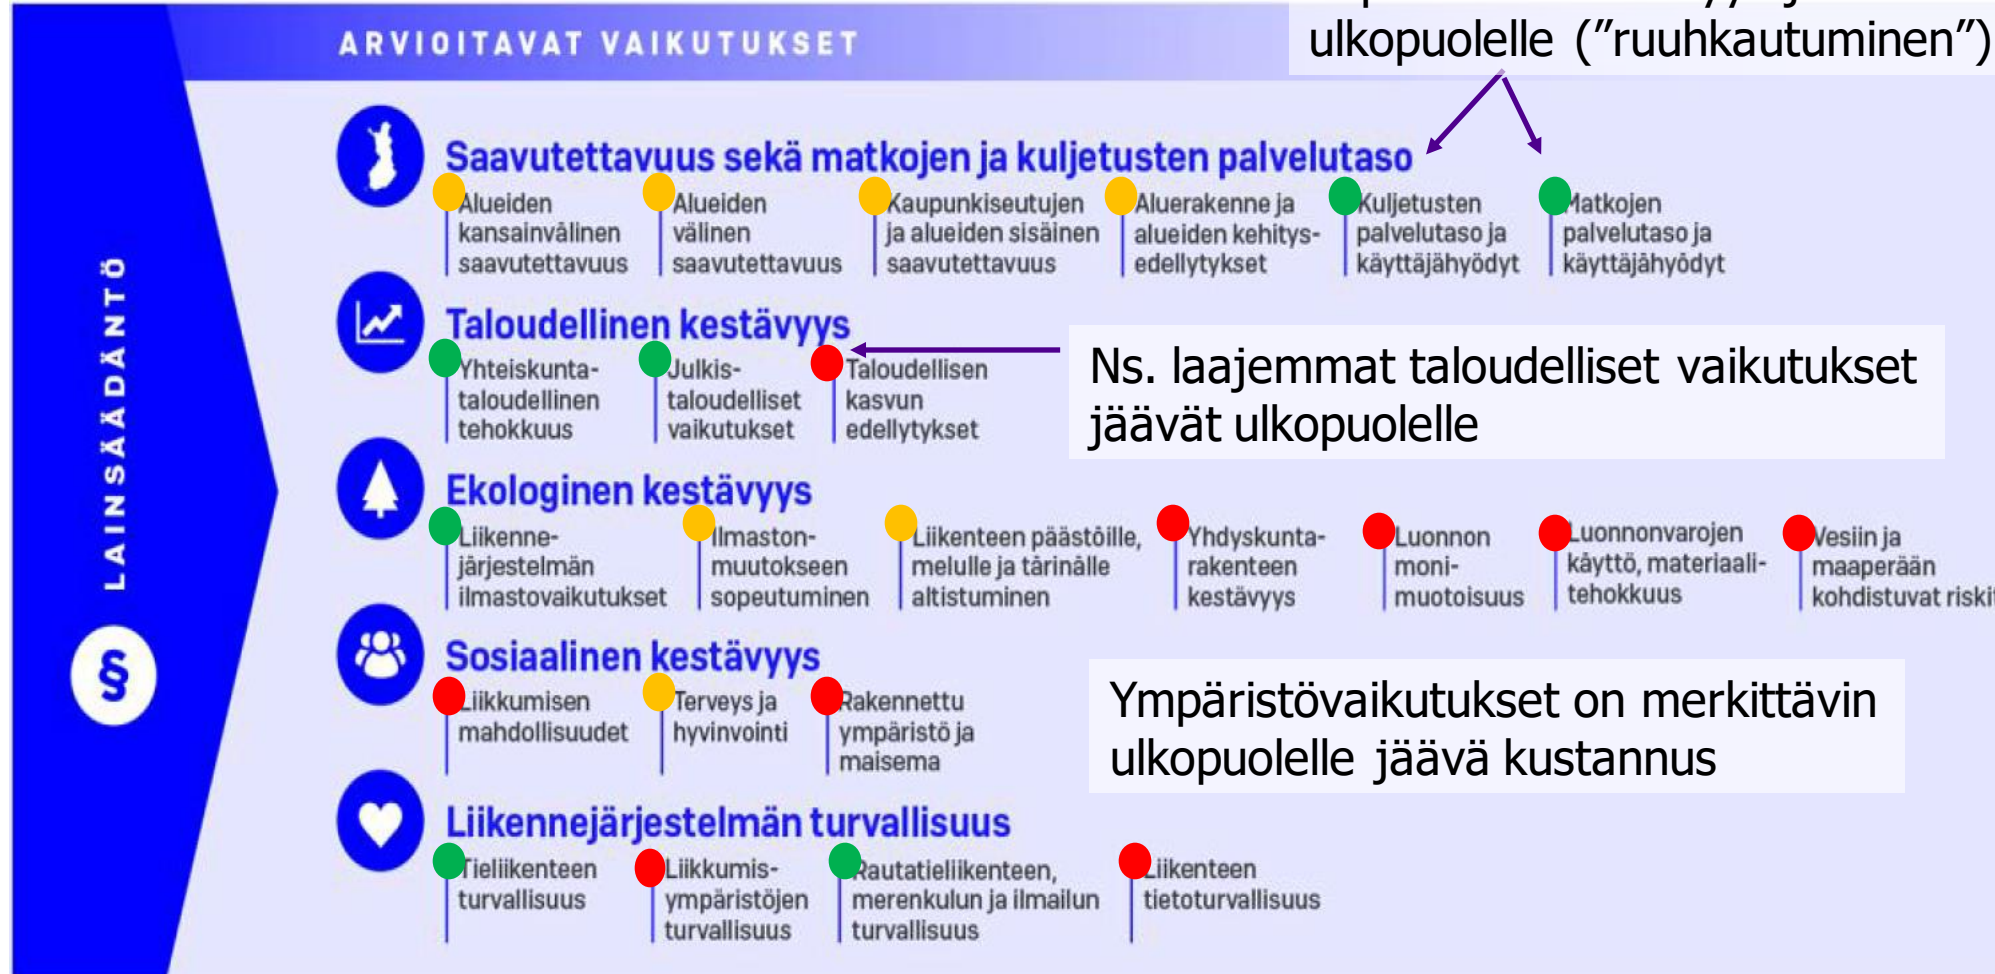 ulkopuolelle (”ruuhkautuminen”)
ARVIOITAVAT VAIKUTUKSET
LAINSÄÄDÄNTÖ
§
Saavutettavuus sekä matkojen ja kuljetusten palvelutaso
Alueiden
kansainvälinen
saavutettavuus
Alueiden
välinen
saavutettavuus
Kaupunkiseutujen
ja alueiden sisäinen
saavutettavuus
Aluerakenne ja
alueiden kehitys-
edellytykset
Kuljetusten
palvelutaso ja
käyttäjähyödyt
Matkojen
palvelutaso ja
käyttäjähyödyt
Taloudellinen kestävyys
Yhteiskunta-
taloudellinen
tehokkuus
Julkis-
taloudelliset
vaikutukset
Taloudellisen
kasvun
edellytykset
Ns. laajemmat taloudelliset vaikutukset
jäävät ulkopuolelle
Ekologinen kestävyys
Liikenne-
järjestelmän
ilmastovaikutukset
Ilmaston-
muutokseen
sopeutuminen
Liikenteen päästöille,
melulle ja tärinälle
altistuminen
Yhdyskunta-
rakenteen
kestävyys
Luonnon
moni-
muotoisuus
Luonnonvarojen
käyttö, materiaali-
tehokkuus
Vesiin ja
maaperään
kohdistuvat riskit
Sosiaalinen kestävyys
Liikkumisen
mahdollisuudet
Terveys ja
hyvinvointi
Rakennettu
ympäristö ja
maisema
Ympäristövaikutukset on merkittävin
ulkopuolelle jäävä kustannus
Liikennejärjestelmän turvallisuus
Tieliikenteen
turvallisuus
Liikkumis-
ympäristöjen
turvallisuus
Rautatieliikenteen,
merenkulun ja ilmailun
turvallisuus
Liikenteen
tietoturvallisuus